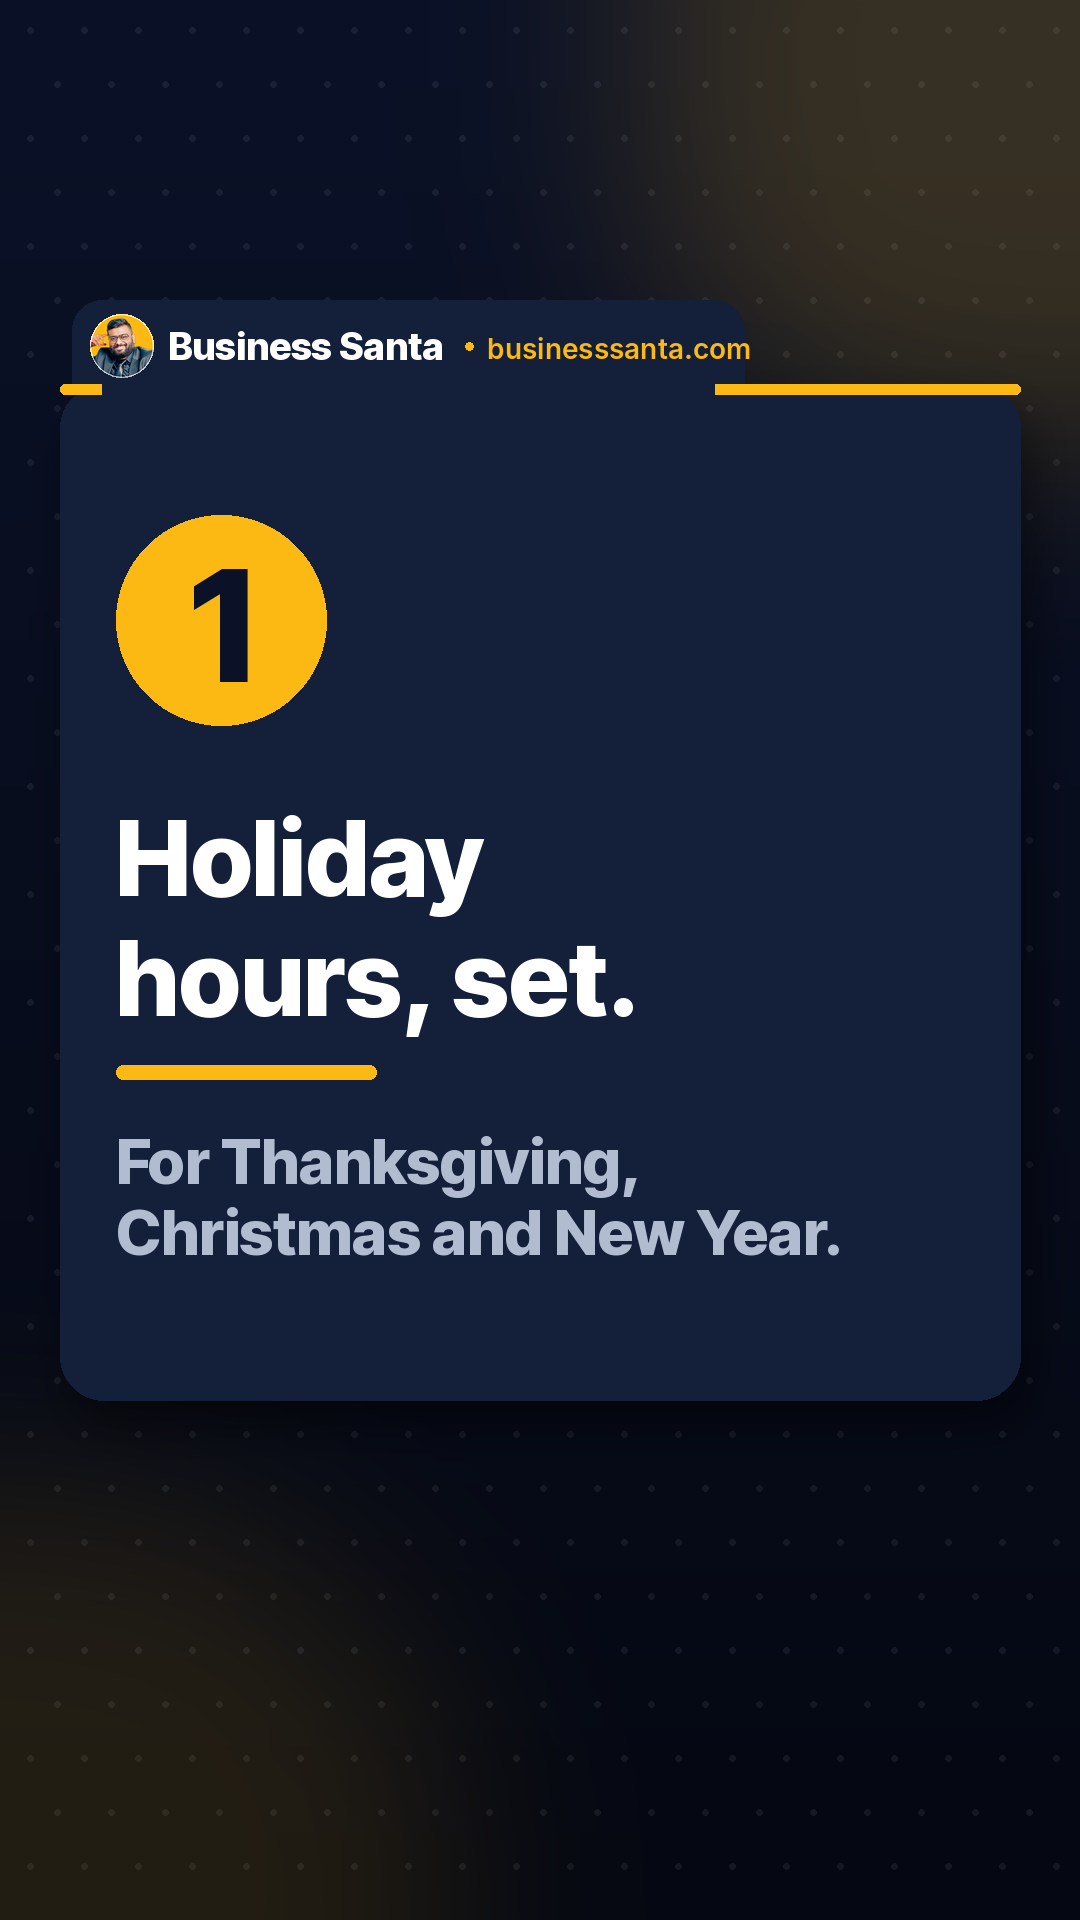 Business Santa • businesssanta.com
1
Holiday
hours, set.
For Thanksgiving,
Christmas and New Year.